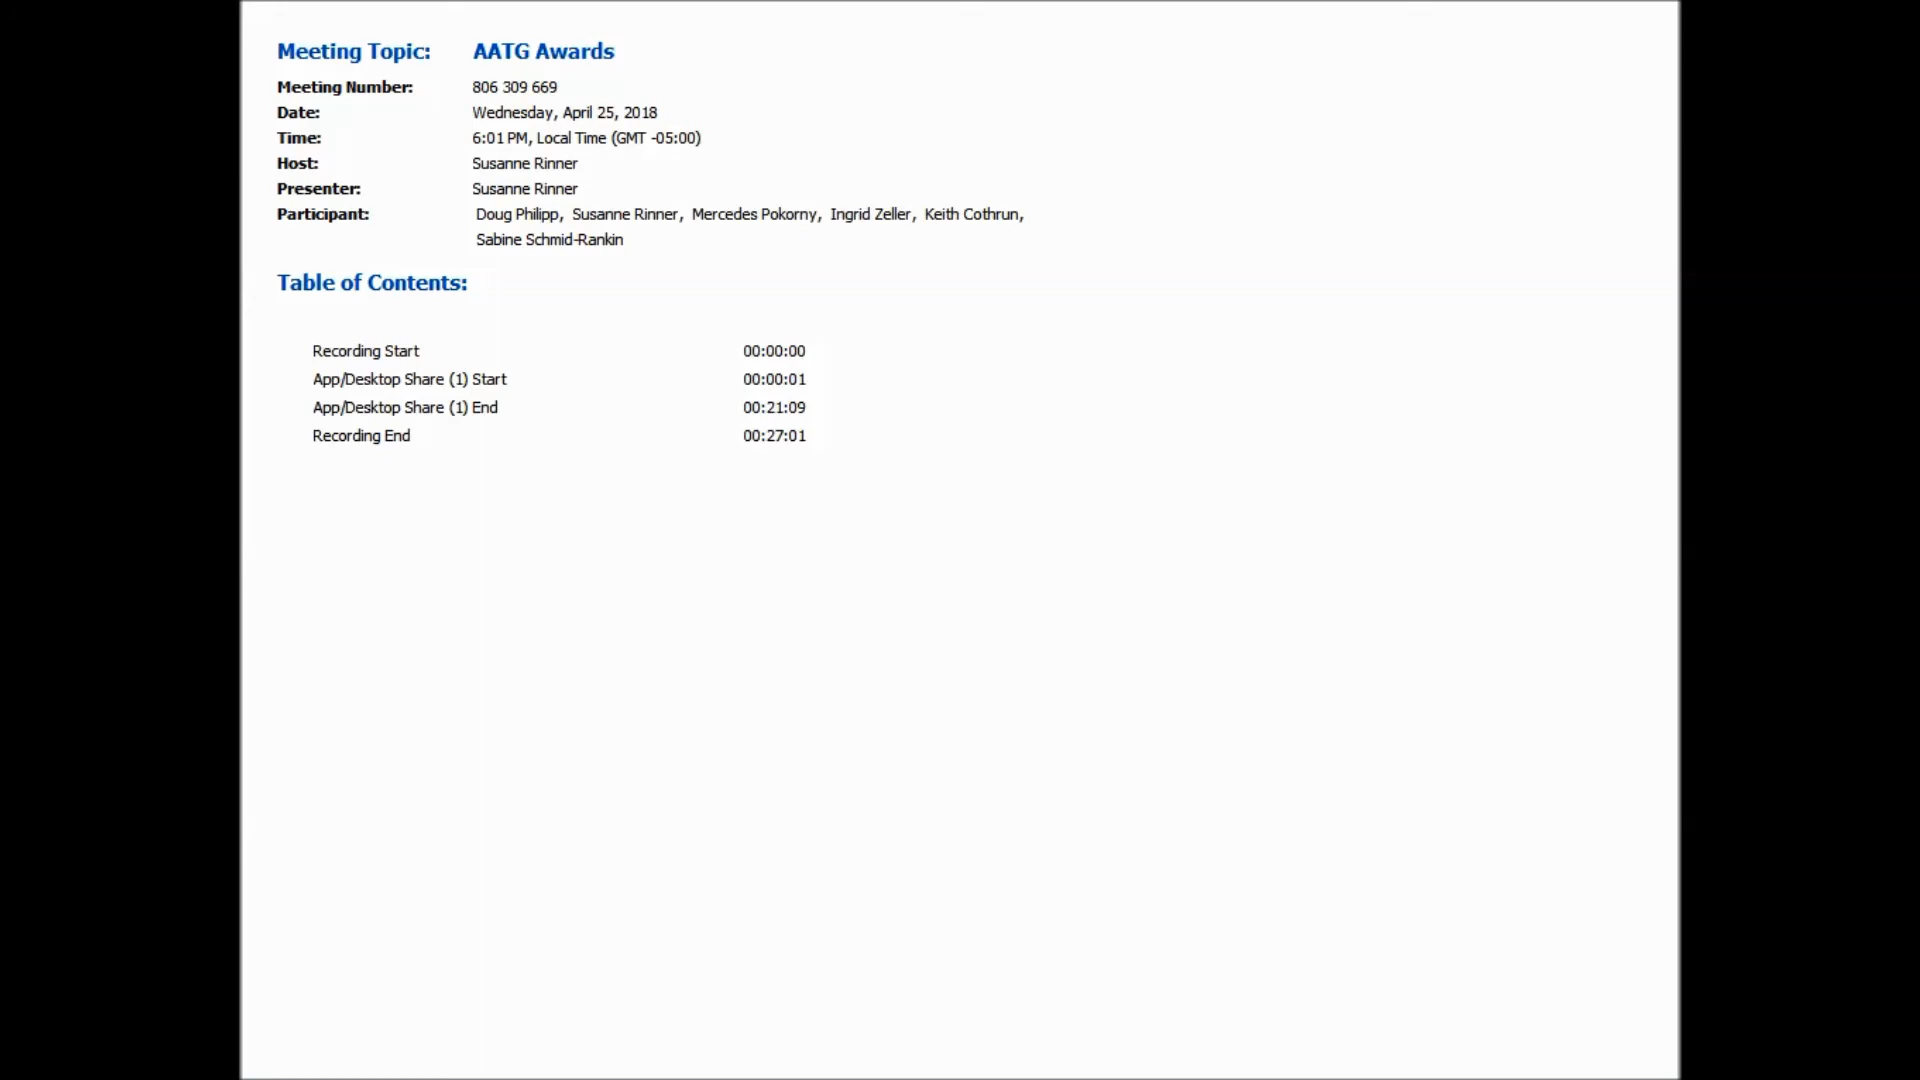 Meeting Topic: AATG Awards
Meeting Number: 806 309 669
Date: Wednesday, April 25, 2018
Time: 6:01 PM, Local Time (GMT -05:00)
Host: Susanne Rinner
Presenter: Susanne Rinner
Participant: Doug Philipp, Susanne Rinner, Mercedes Pokorny, Ingrid Zeller, Keith Cothrun,
Sabine Schmid-Rankin
Table of Contents:
Recording Start 00:00:00
App/Desktop Share (1) Start 00:00:01
App/Desktop Share (1) End 00:21:09
Recording End 00:27:01